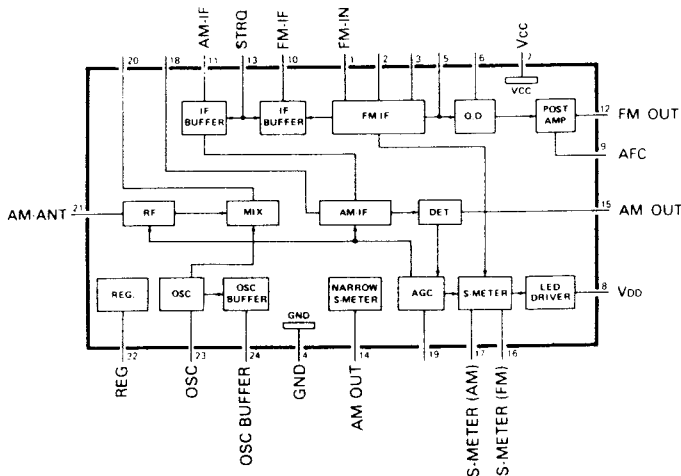 AM-IF
STRQ
FM-IF
FM-IN
VCC
20
18
11
13
10
1
2
3
5
6
7
VCC
IF BUFFER
IF BUFFER
FM IF
Q.D
POST AMP
12
FM OUT
9
AFC
AM-ANT
21
RF
MIX
AM-IF
DET
15
AM OUT
REG.
OSC
OSC BUFFER
NARROW S-METER
AGC
S-METER
LED DRIVER
8
VDD
GND
22
23
24
4
14
19
17
16
REG
OSC
OSC BUFFER
GND
AM OUT
S-METER (AM)
S-METER (FM)